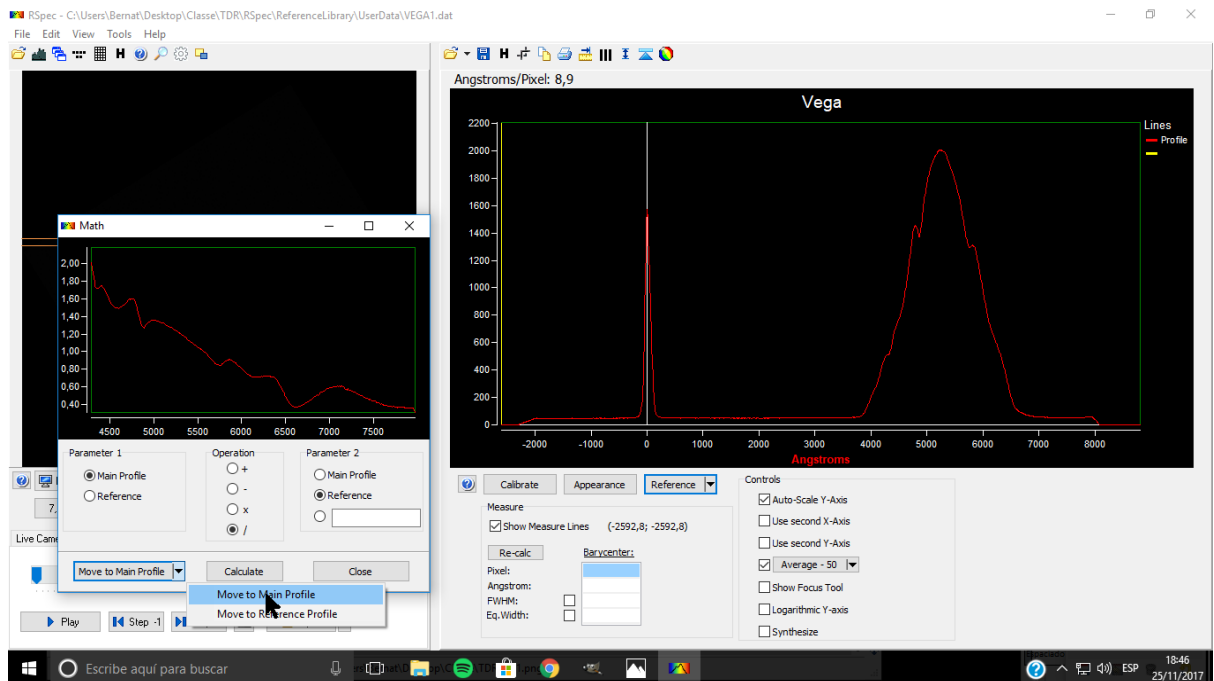 RSpec - C:\Users\Bernat\Desktop\Classe\TDR\RSpec\ReferenceLibrary\UserData\VEGA1.dat
File Edit View Tools Help
H
H
Angstroms/Pixel: 8,9
Vega
Lines
Profile
2200
2000
1800
1600
1400
1200
1000
800
600
400
200
0
-2000 -1000 0 1000 2000 3000 4000 5000 6000 7000 8000
Angstroms
Math
2,00
1,80
1,60
1,40
1,20
1,00
0,80
0,60
0,40
4500 5000 5500 6000 6500 7000 7500
Parameter 1 Operation Parameter 2
Main Profile + Main Profile
Reference - Reference
x
/
Move to Main Profile Calculate Close
Move to Main Profile
Move to Reference Profile
7,
Live Came
Play Step -1
Calibrate Appearance Reference
Measure
Show Measure Lines (-2592,8; -2592,8)
Re-calc Barycenter:
Pixel:
Angstrom:
FWHM:
Eq.Width:
Controls
Auto-Scale Y-Axis
Use second X-Axis
Use second Y-Axis
Average - 50
Show Focus Tool
Logarithmic Y-axis
Synthesize
Escribe aquí para buscar
ESP
18:46
25/11/2017